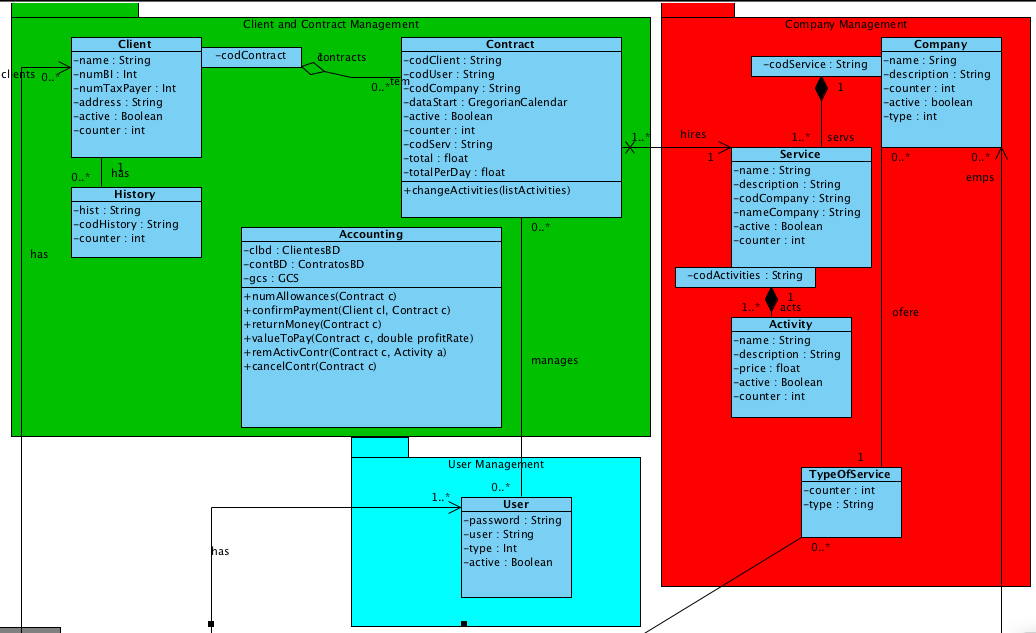 Client and Contract Management
Client
-name : String
-numBI : Int
-numTaxPayer : Int
-address : String
-active : Boolean
-counter : int
-codContract
contracts
0..*
tem
clients
0..*
Contract
-codClient : String
-codUser : String
-codCompany : String
-dataStart : GregorianCalendar
-active : Boolean
-counter : int
-codServ : String
-total : float
-totalPerDay : float
+changeActivities(listActivities)
1
has
0..*
History
-hist : String
-codHistory : String
-counter : int
has
Accounting
-clbd : ClientesBD
-contBD : ContratosBD
-gcs : GCS
+numAllowances(Contract c)
+confirmPayment(Client cl, Contract c)
+returnMoney(Contract c)
+valueToPay(Contract c, double profitRate)
+remActivContr(Contract c, Activity a)
+cancelContr(Contract c)
0..*
manages
1..*
hires
1
Company Management
-codService : String
1
1..*
servs
Company
-name : String
-description : String
-counter : int
-active : boolean
-type : int
0..*
0..*
emps
Service
-name : String
-description : String
-codCompany : String
-nameCompany : String
-active : Boolean
-counter : int
-codActivities : String
1
1..*
acts
Activity
-name : String
-description : String
-price : float
-active : Boolean
-counter : int
ofere
1
TypeOfService
-counter : int
-type : String
0..*
User Management
0..*
1..*
User
-password : String
-user : String
-type : Int
-active : Boolean
has